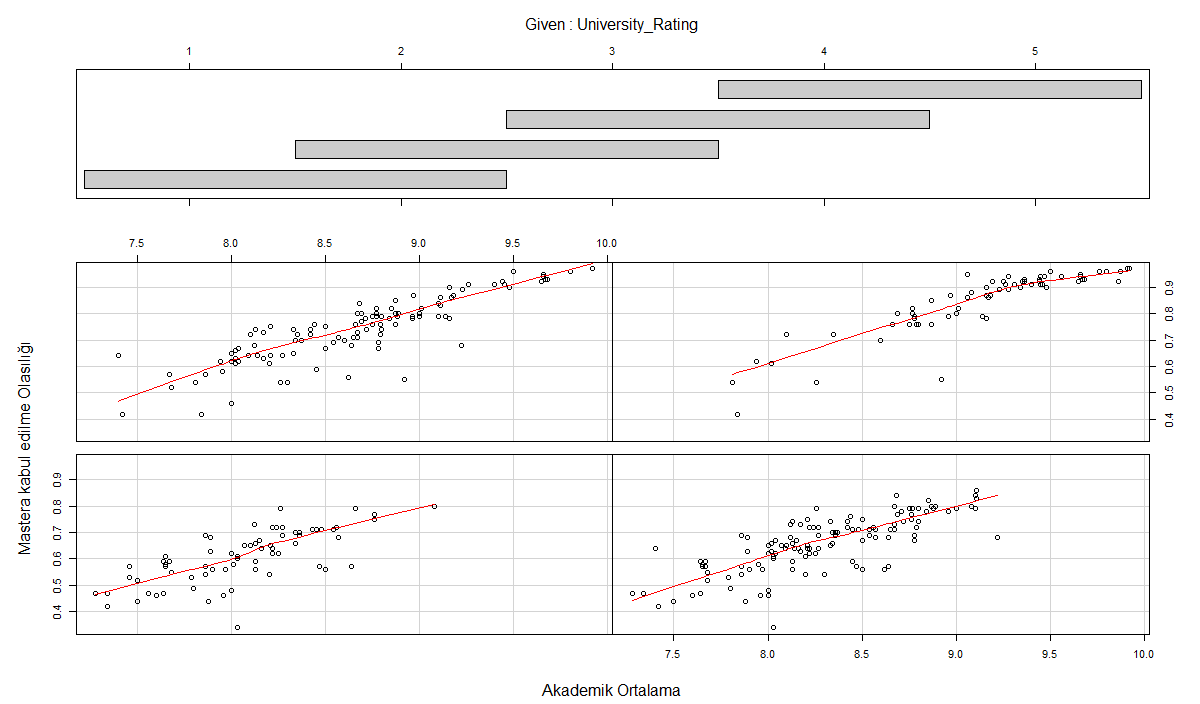 Given : University_Rating
1 2 3 4 5
7.5 8.0 8.5 9.0 9.5 10.0
0.4 0.5 0.6 0.7 0.8 0.9
Mastera kabul edilme Olasılığı
0.4 0.5 0.6 0.7 0.8 0.9
7.5 8.0 8.5 9.0 9.5 10.0
Akademik Ortalama